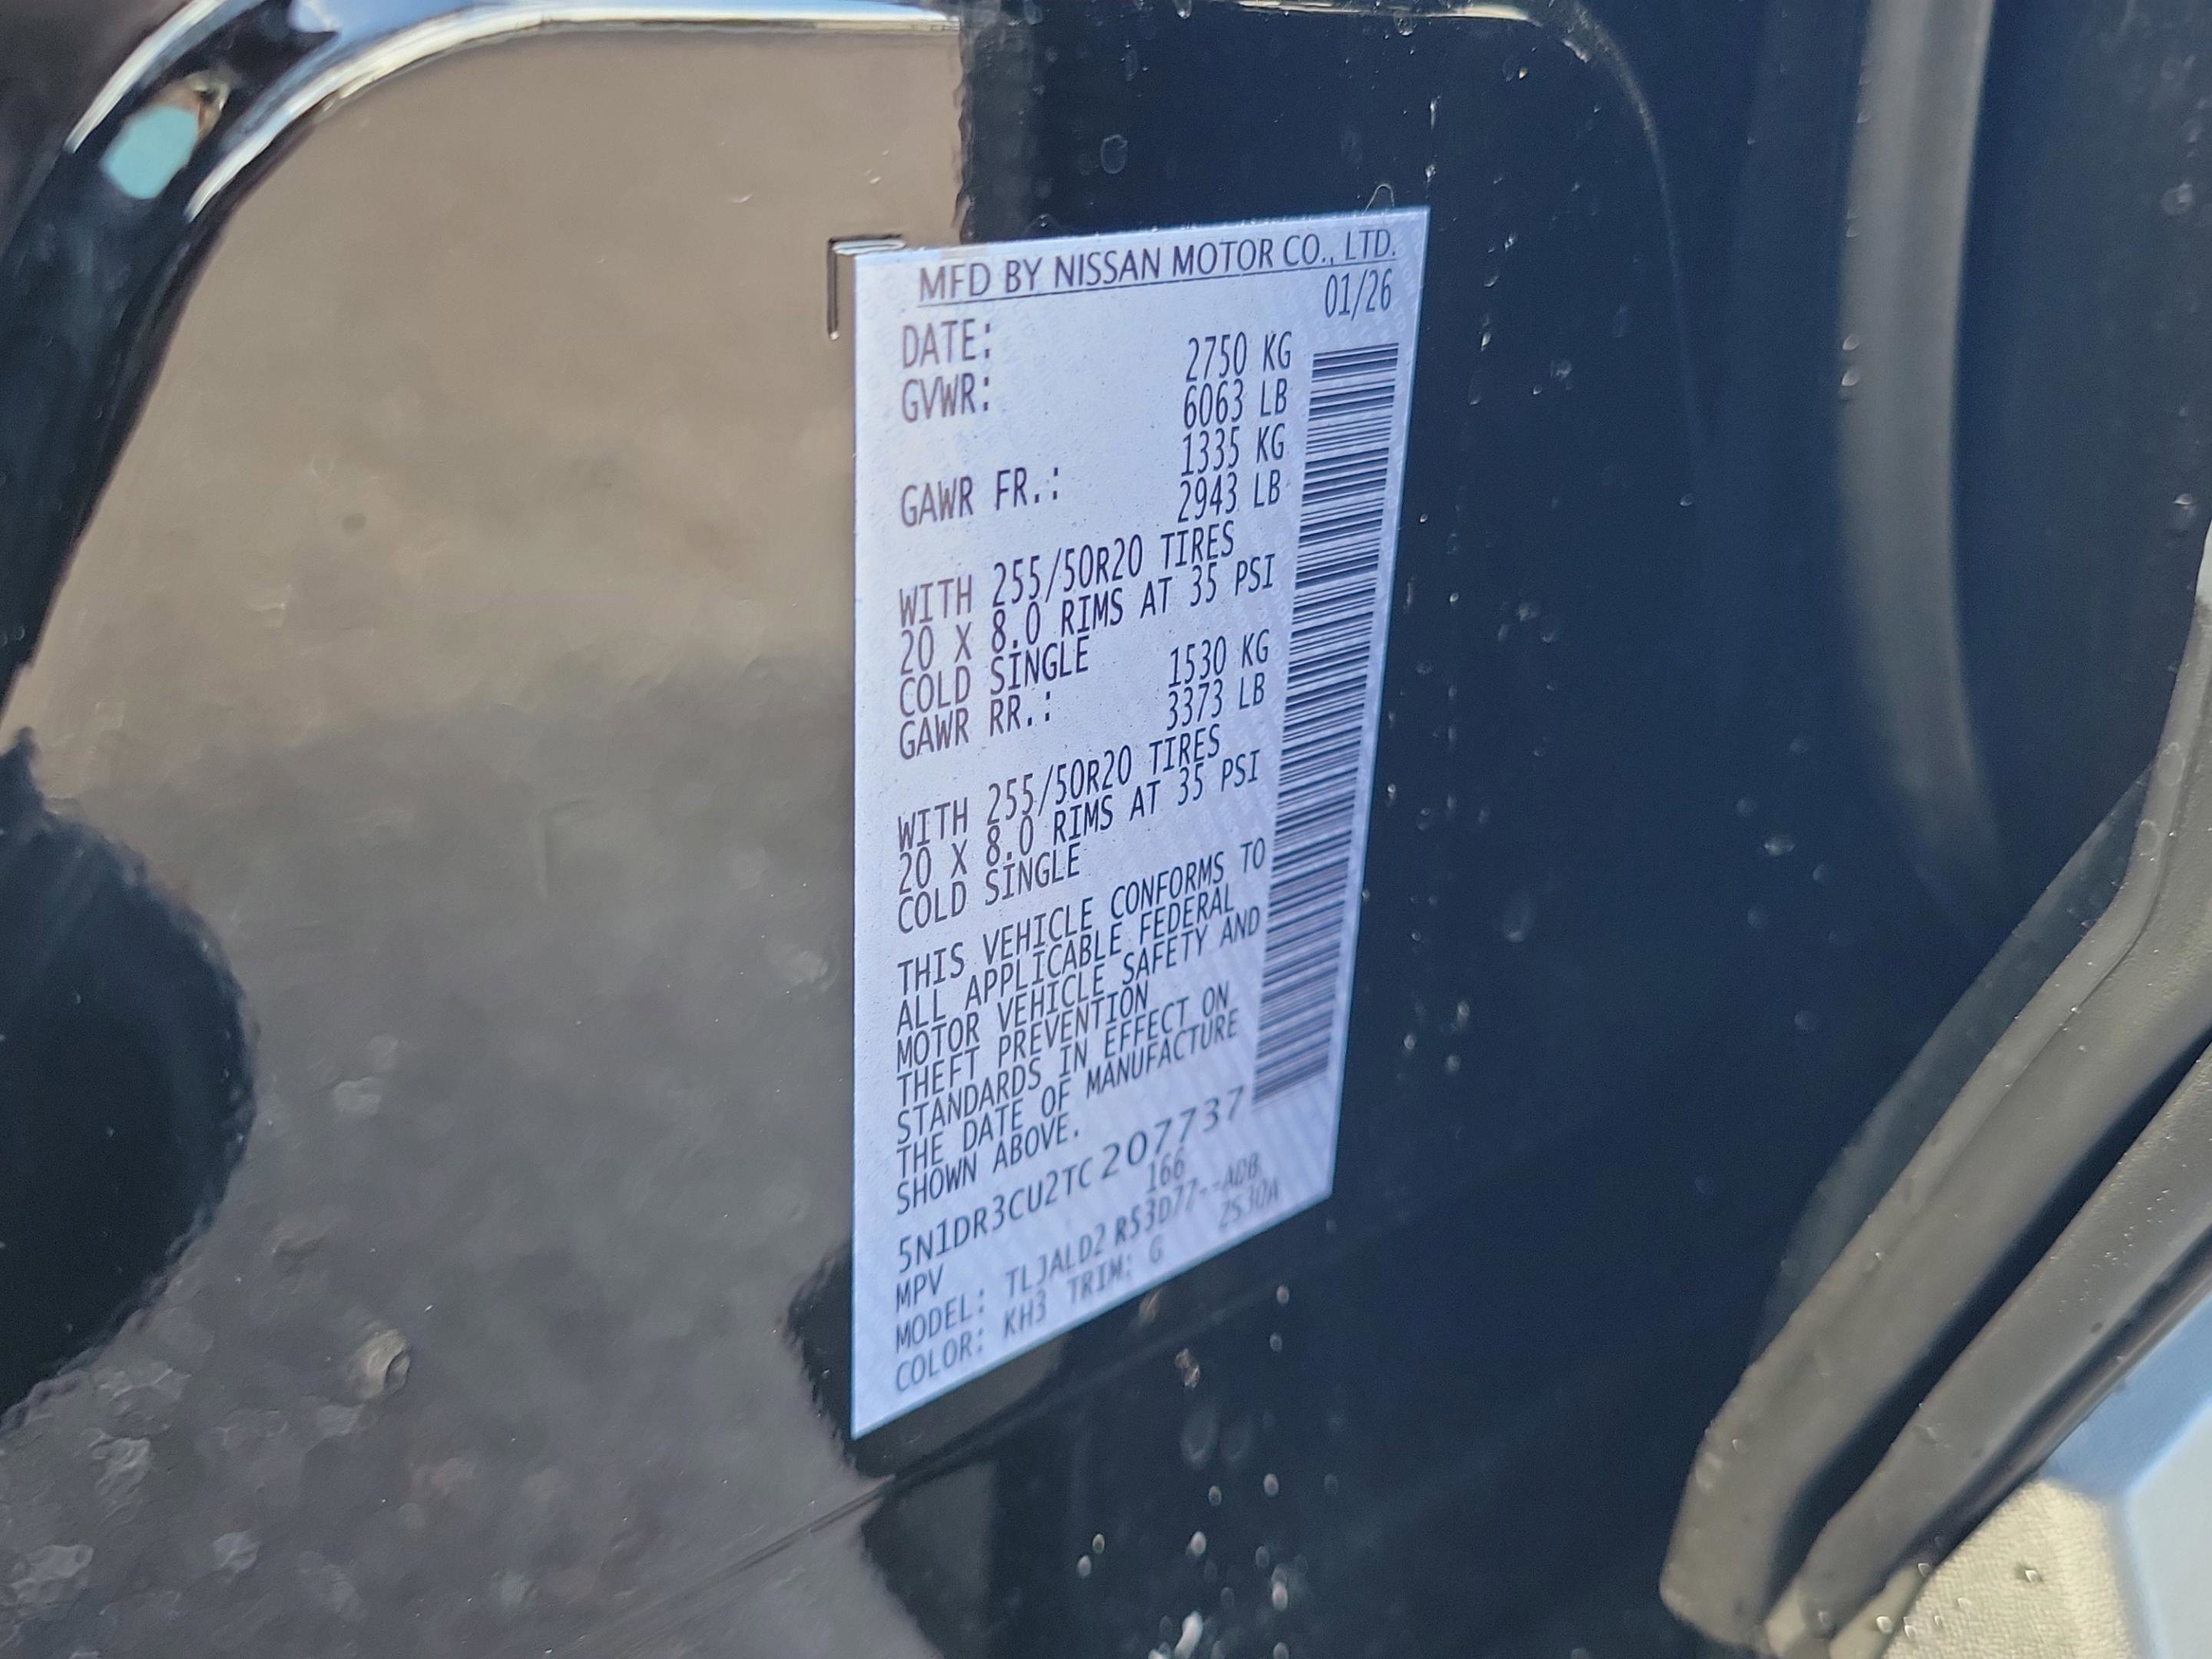 MFD BY NISSAN MOTOR CO., LTD.
DATE: 01/26
GVWR: 2750 KG
6063 LB
GAWR FR.: 1335 KG
2943 LB
WITH 255/50R20 TIRES
20 X 8.0 RIMS AT 35 PSI
COLD SINGLE
GAWR RR.: 1530 KG
3373 LB
WITH 255/50R20 TIRES
20 X 8.0 RIMS AT 35 PSI
COLD SINGLE
THIS VEHICLE CONFORMS TO
ALL APPLICABLE FEDERAL
MOTOR VEHICLE SAFETY AND
THEFT PREVENTION
STANDARDS IN EFFECT ON
THE DATE OF MANUFACTURE
SHOWN ABOVE.
5N1DR3CU2TC207737
MPV 166
MODEL: TLJALD2 R53D77--ADB
COLOR: KH3 TRIM: G 2S30A